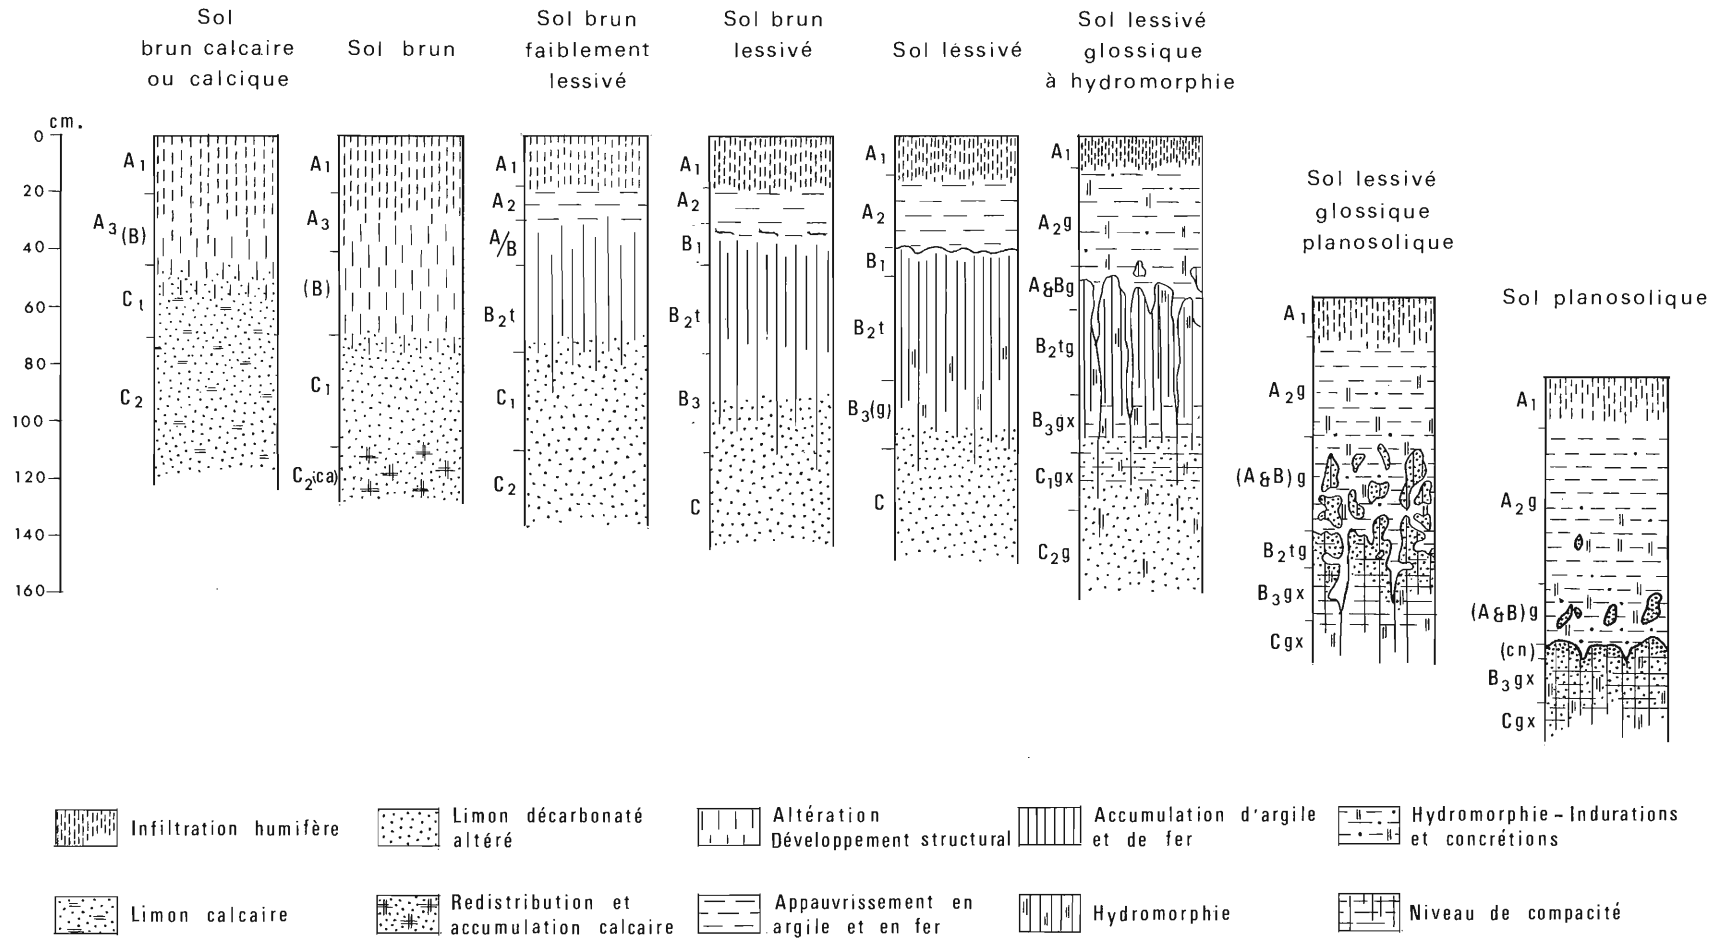 Sol
brun calcaire
ou calcique
Sol brun
Sol brun
faiblement
lessivé
Sol brun
lessivé
Sol léssivé
Sol lessivé
glossique
à hydromorphie
Sol lessivé
glossique
planosolique
Sol planosolique
cm.
0
20
40
60
80
100
120
140
160
A1
A3(B)
C1
C2
A1
A3
(B)
C1
C2(ca)
A1
A2
A/B
B2t
C1
C2
A1
A2
B1
B2t
B3
C
A1
A2
B1
B2t
B3(g)
C
A1
A2g
A&Bg
B2tg
B3gx
C1gx
C2g
A1
A2g
(A&B)g
B2tg
B3gx
Cgx
A1
A2g
(A&B)g
(cn)
B3gx
Cgx
Infiltration humifère
Limon décarbonaté
altéré
Altération
Développement structural
Accumulation d'argile
et de fer
Hydromorphie - Indurations
et concrétions
Limon calcaire
Redistribution et
accumulation calcaire
Appauvrissement en
argile et en fer
Hydromorphie
Niveau de compacité